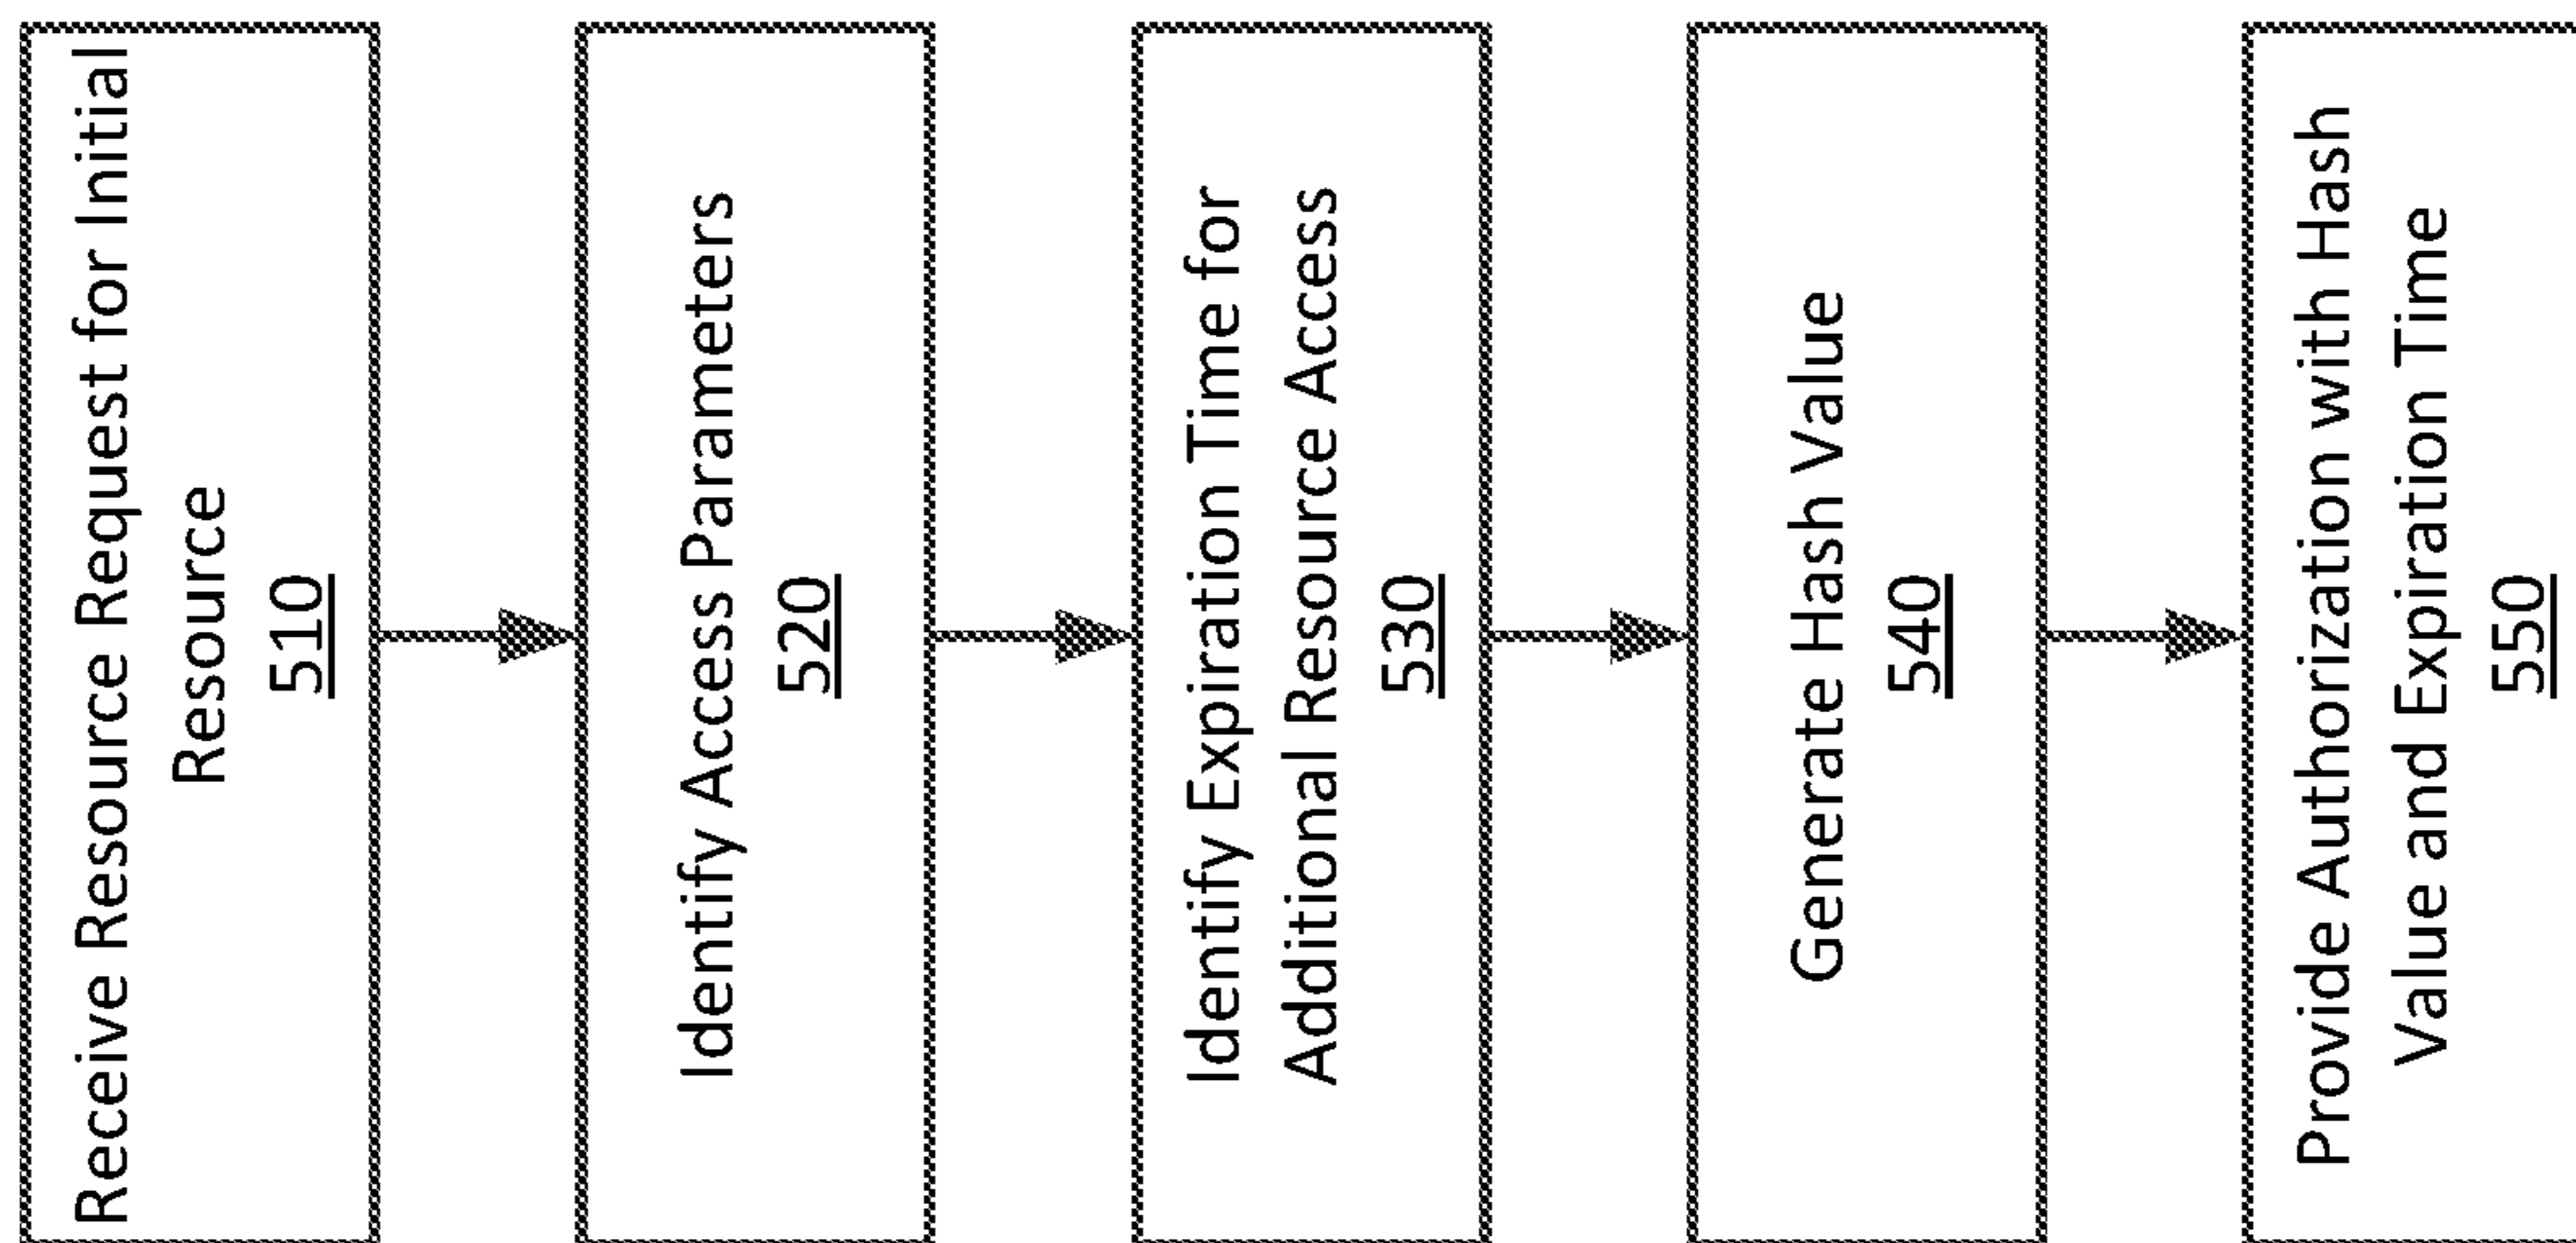 Receive Resource Request for Initial
Resource
510
Identify Access Parameters
520
Identify Expiration Time for
Additional Resource Access
530
Generate Hash Value
540
Provide Authorization with Hash
Value and Expiration Time
550